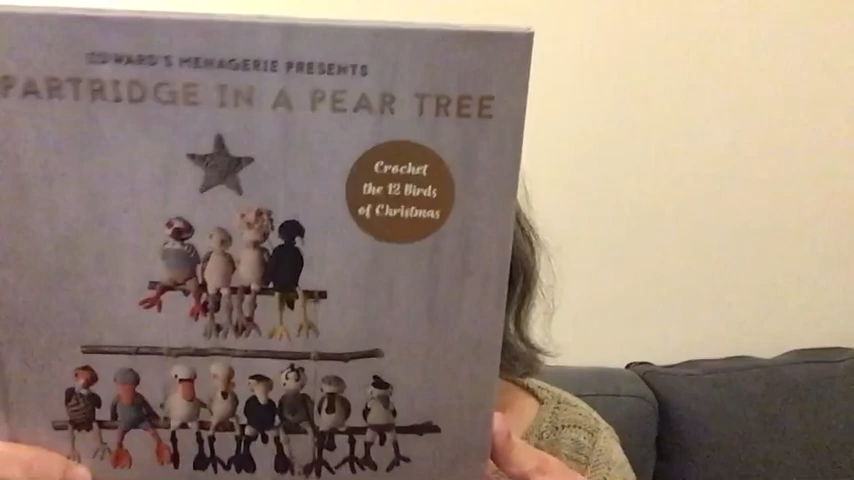 EDWARD'S MENAGERIE PRESENTS
PARTRIDGE IN A PEAR TREE
Crochet
the 12 Birds
of Christmas